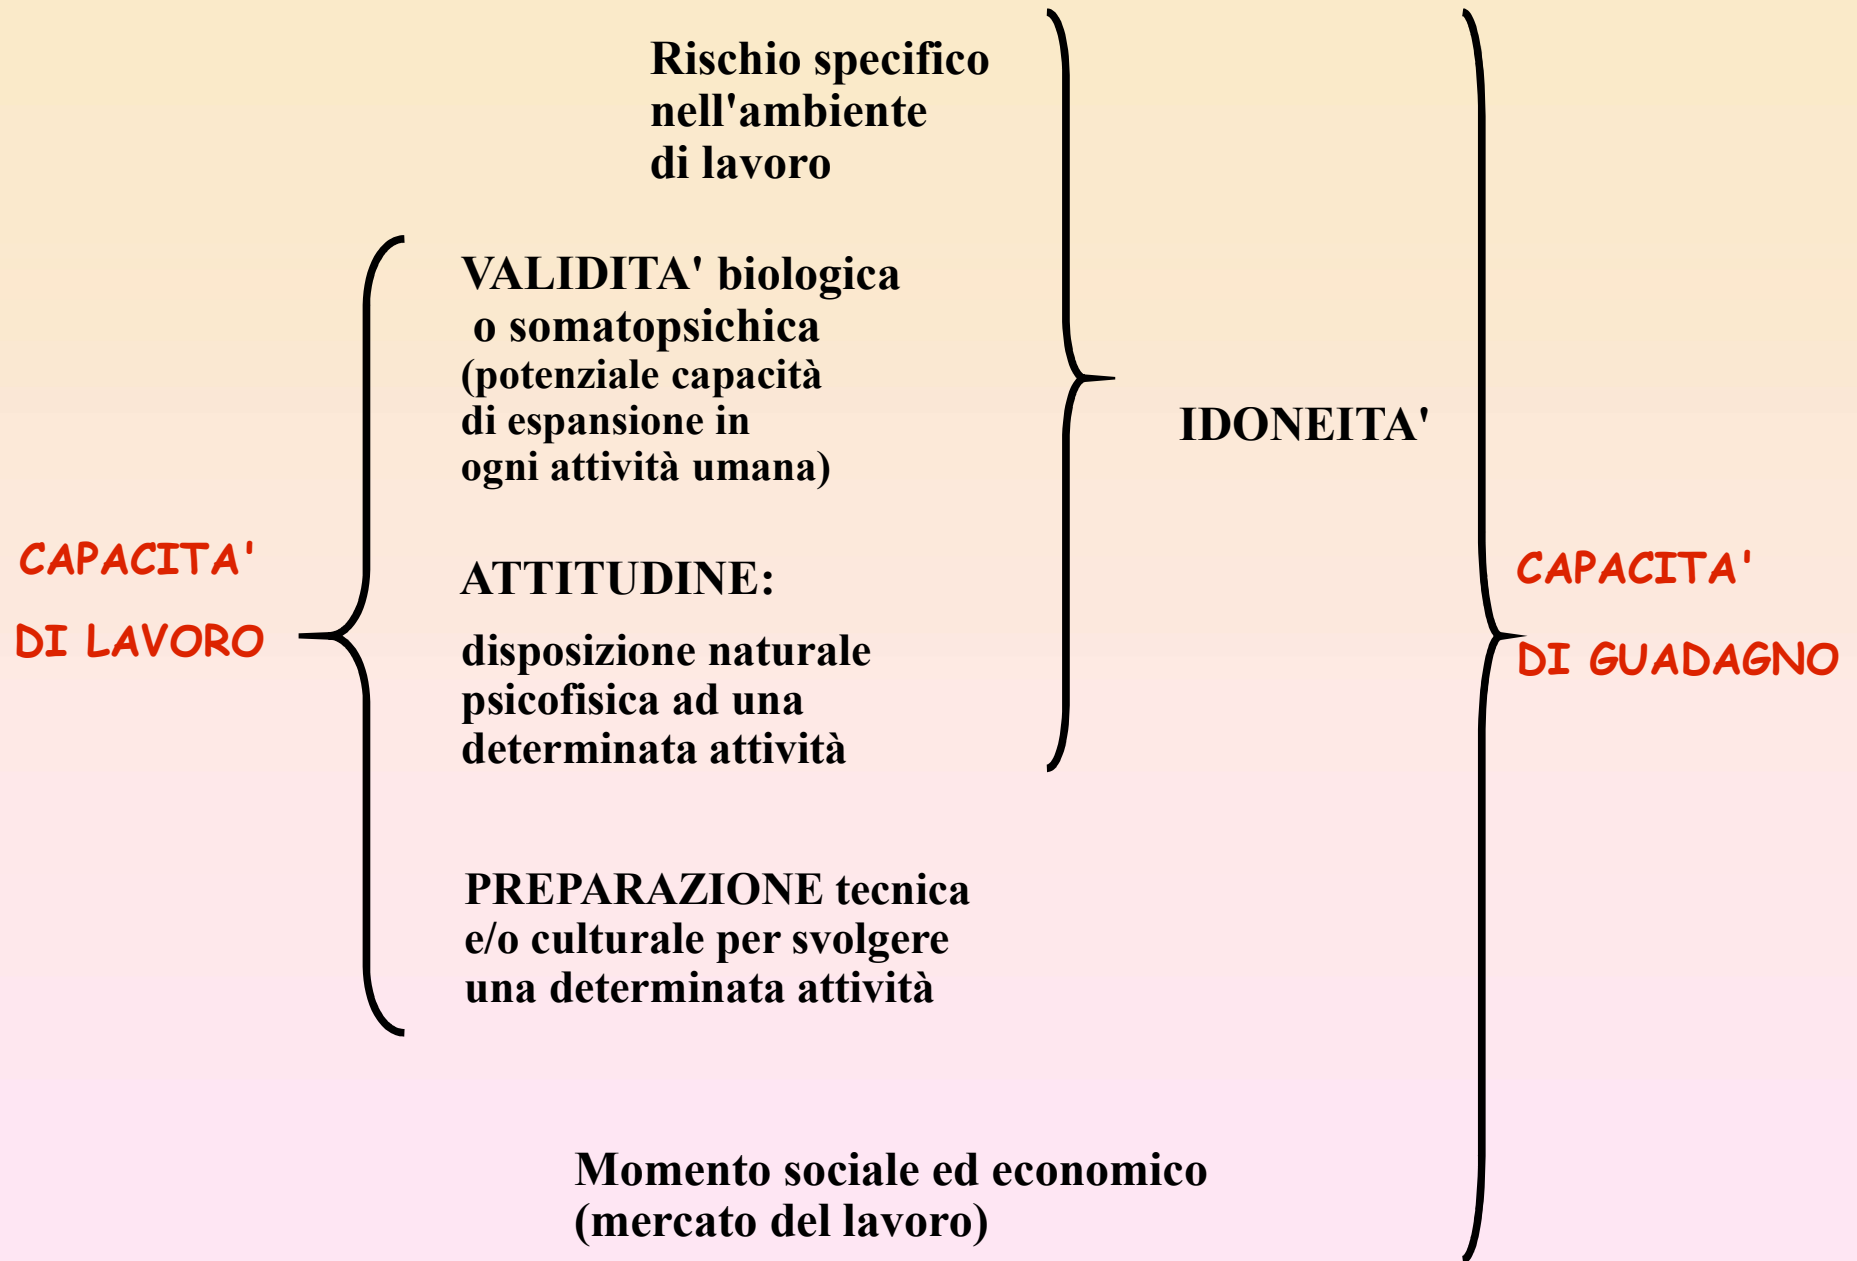 Rischio specifico
nell'ambiente
di lavoro
VALIDITA' biologica
o somatopsichica
(potenziale capacità
di espansione in
ogni attività umana)
IDONEITA'
CAPACITA'
DI LAVORO
ATTITUDINE:
disposizione naturale
psicofisica ad una
determinata attività
CAPACITA'
DI GUADAGNO
PREPARAZIONE tecnica
e/o culturale per svolgere
una determinata attività
Momento sociale ed economico
(mercato del lavoro)